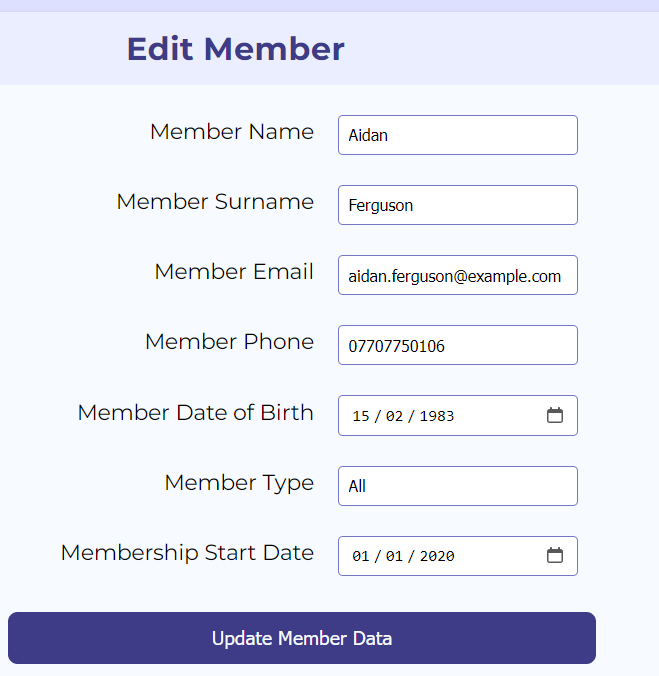 Edit Member
Member Name Aidan
Member Surname Ferguson
Member Email aidan.ferguson@example.com
Member Phone 07707750106
Member Date of Birth 15 / 02 / 1983
Member Type All
Membership Start Date 01 / 01 / 2020
Update Member Data